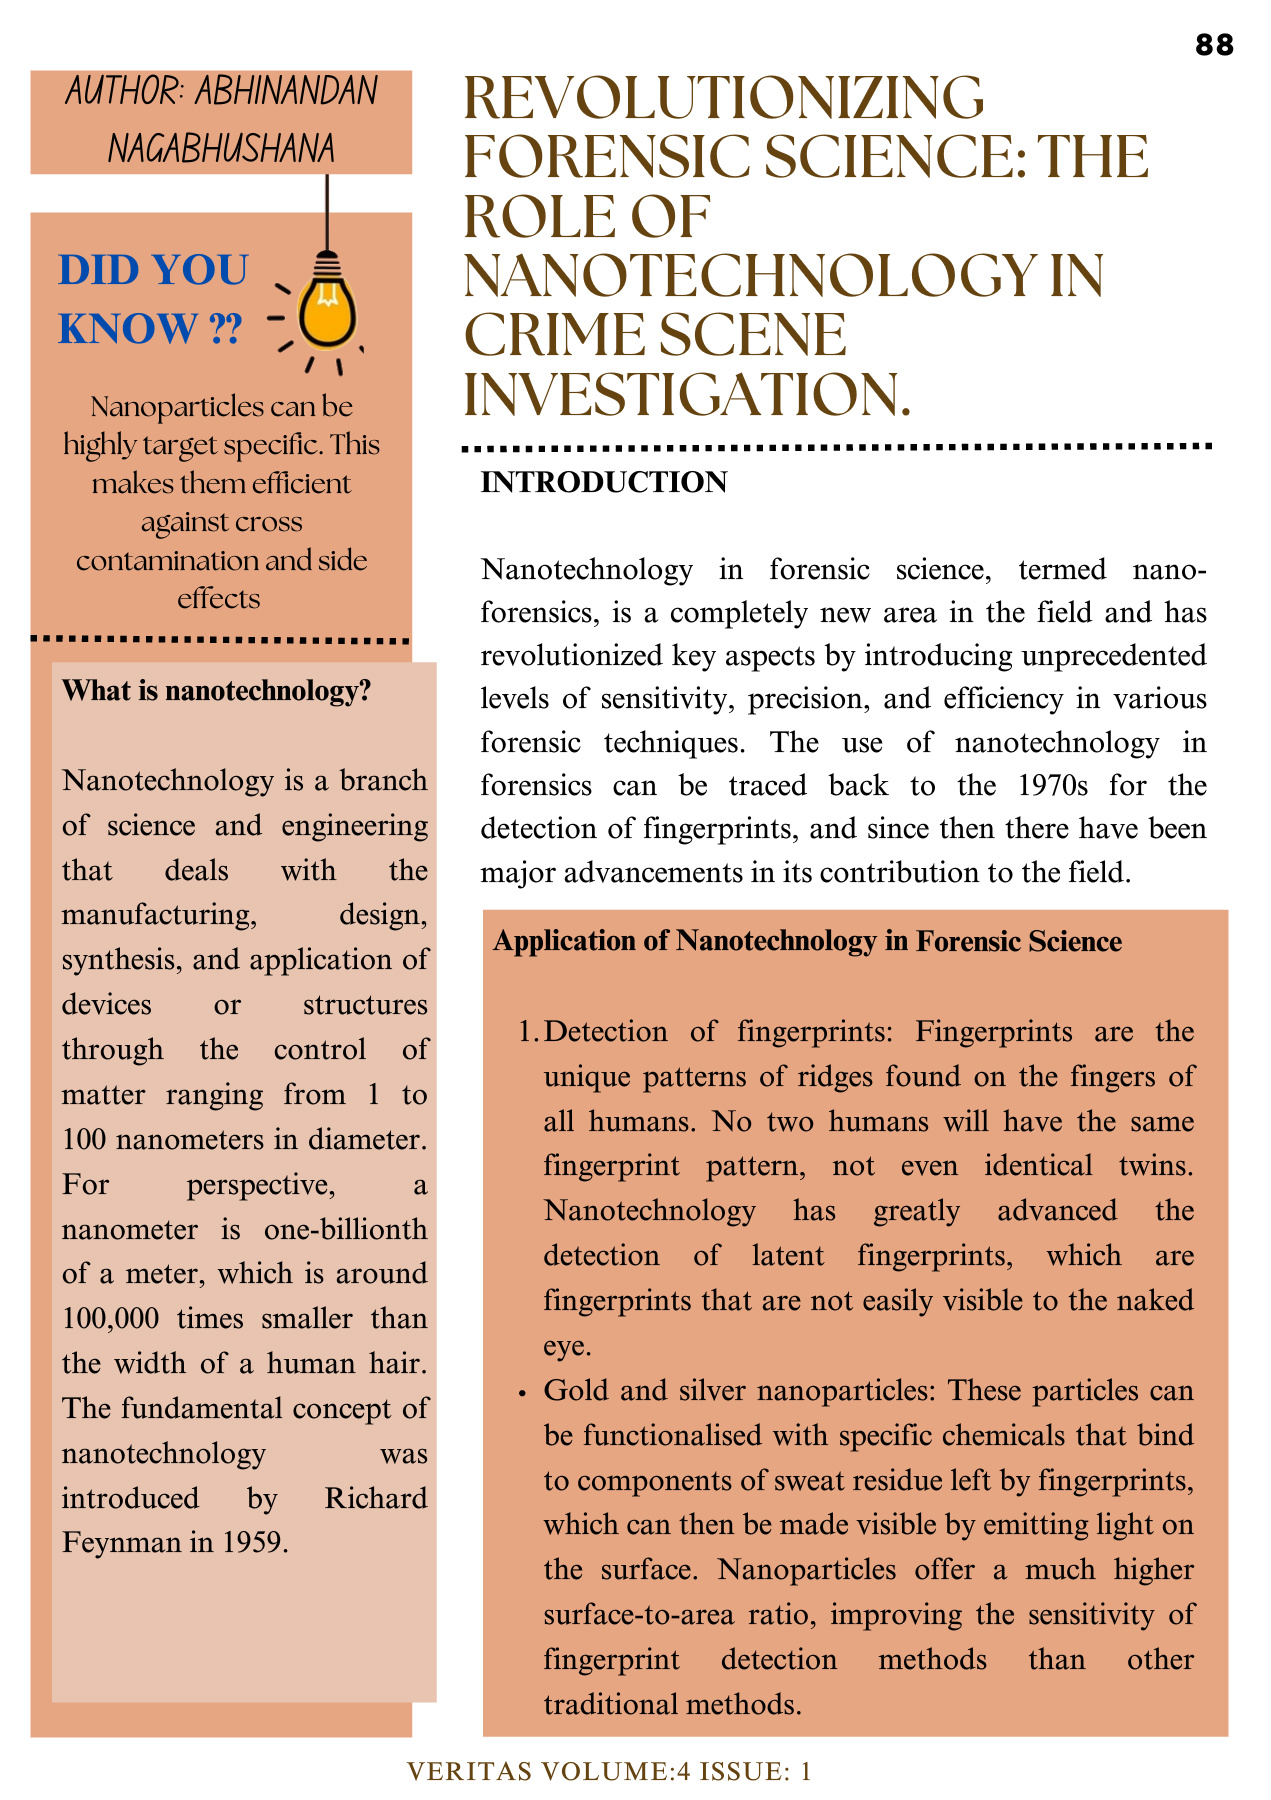 88
AUTHOR: ABHINANDAN
NAGABHUSHANA
DID YOU
KNOW ??
Nanoparticles can be
highly target specific. This
makes them efficient
against cross
contamination and side
effects
What is nanotechnology?
Nanotechnology is a branch
of science and engineering
that deals with the
manufacturing, design,
synthesis, and application of
devices or structures
through the control of
matter ranging from 1 to
100 nanometers in diameter.
For perspective, a
nanometer is one-billionth
of a meter, which is around
100,000 times smaller than
the width of a human hair.
The fundamental concept of
nanotechnology was
introduced by Richard
Feynman in 1959.
REVOLUTIONIZING
FORENSIC SCIENCE: THE
ROLE OF
NANOTECHNOLOGY IN
CRIME SCENE
INVESTIGATION.
INTRODUCTION
Nanotechnology in forensic science, termed nano-
forensics, is a completely new area in the field and has
revolutionized key aspects by introducing unprecedented
levels of sensitivity, precision, and efficiency in various
forensic techniques. The use of nanotechnology in
forensics can be traced back to the 1970s for the
detection of fingerprints, and since then there have been
major advancements in its contribution to the field.
Application of Nanotechnology in Forensic Science
1. Detection of fingerprints: Fingerprints are the
unique patterns of ridges found on the fingers of
all humans. No two humans will have the same
fingerprint pattern, not even identical twins.
Nanotechnology has greatly advanced the
detection of latent fingerprints, which are
fingerprints that are not easily visible to the naked
eye.
• Gold and silver nanoparticles: These particles can
be functionalised with specific chemicals that bind
to components of sweat residue left by fingerprints,
which can then be made visible by emitting light on
the surface. Nanoparticles offer a much higher
surface-to-area ratio, improving the sensitivity of
fingerprint detection methods than other
traditional methods.
VERITAS VOLUME:4 ISSUE: 1